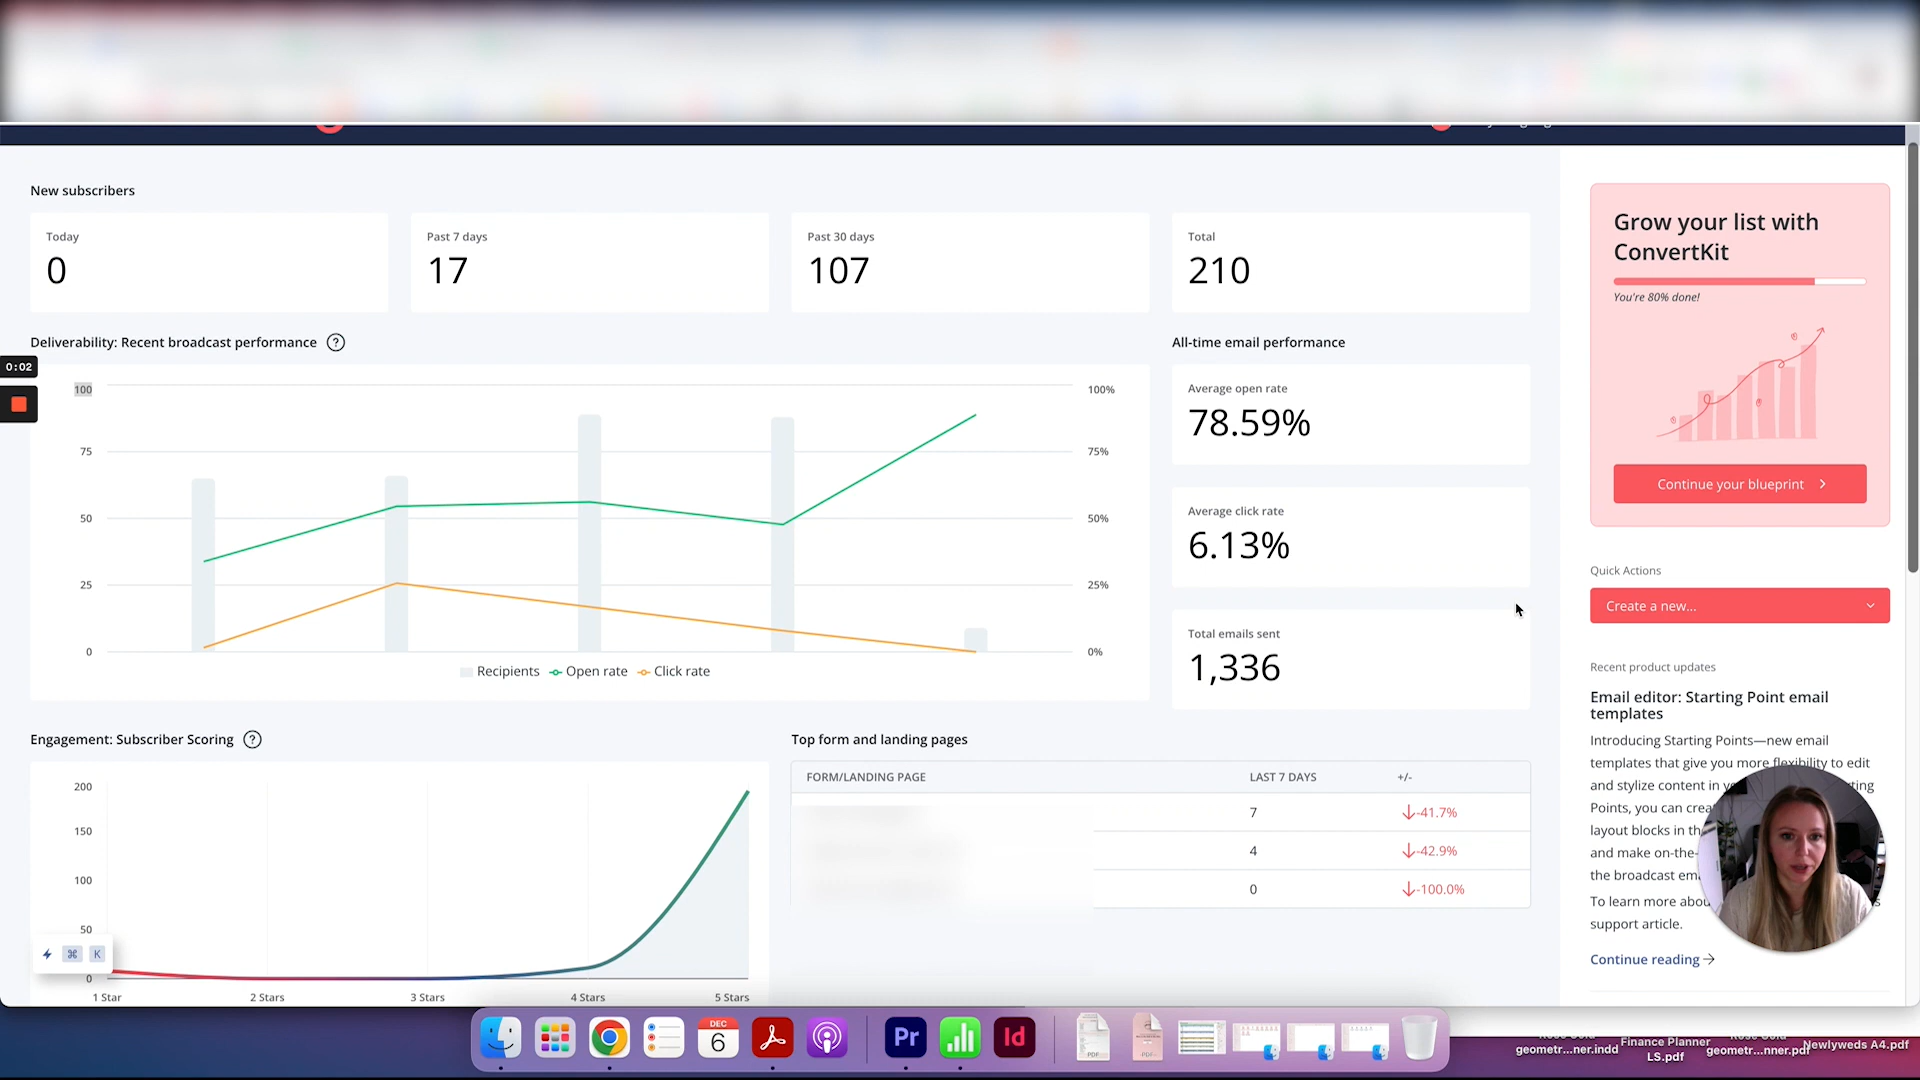 New subscribers
Today
0
Past 7 days
17
Past 30 days
107
Total
210
Grow your list with
ConvertKit
You're 80% done!
Continue your blueprint
Deliverability: Recent broadcast performance ?
0:02
100
75
50
25
0
100%
75%
50%
25%
0%
Recipients Open rate Click rate
All-time email performance
Average open rate
78.59%
Average click rate
6.13%
Total emails sent
1,336
Quick Actions
Create a new...
Recent product updates
Email editor: Starting Point email
templates
Introducing Starting Points—new email
templates that give you more flexibility to edit
and stylize content in
Points, you can
layout blocks in
and make
the broadcast
To learn more
support article.
Continue reading
Engagement: Subscriber Scoring ?
200
150
100
50
0
1 Star
2 Stars
3 Stars
4 Stars
5 Stars
⌘ K
Top form and landing pages
FORM/LANDING PAGE LAST 7 DAYS +/-
7 -41.7%
4 -42.9%
0 -100.0%
DEC
6
Pr
Id
PDF
PDF
geometr...ner.indd
Finance Planner
LS.pdf
geometr...nner.pdf
Newlyweds A4.pdf